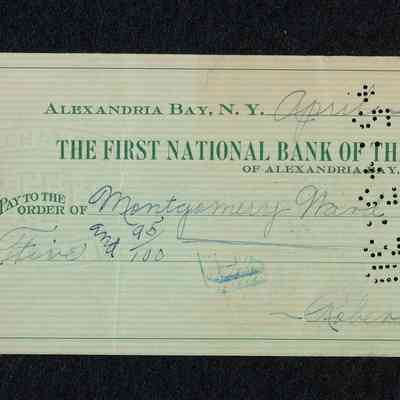 ALEXANDRIA BAY, N. Y. April
THE FIRST NATIONAL BANK OF TH
OF ALEXANDRIA BAY,
PAY TO THE
ORDER OF Montgomery Ward
Five and 95/100